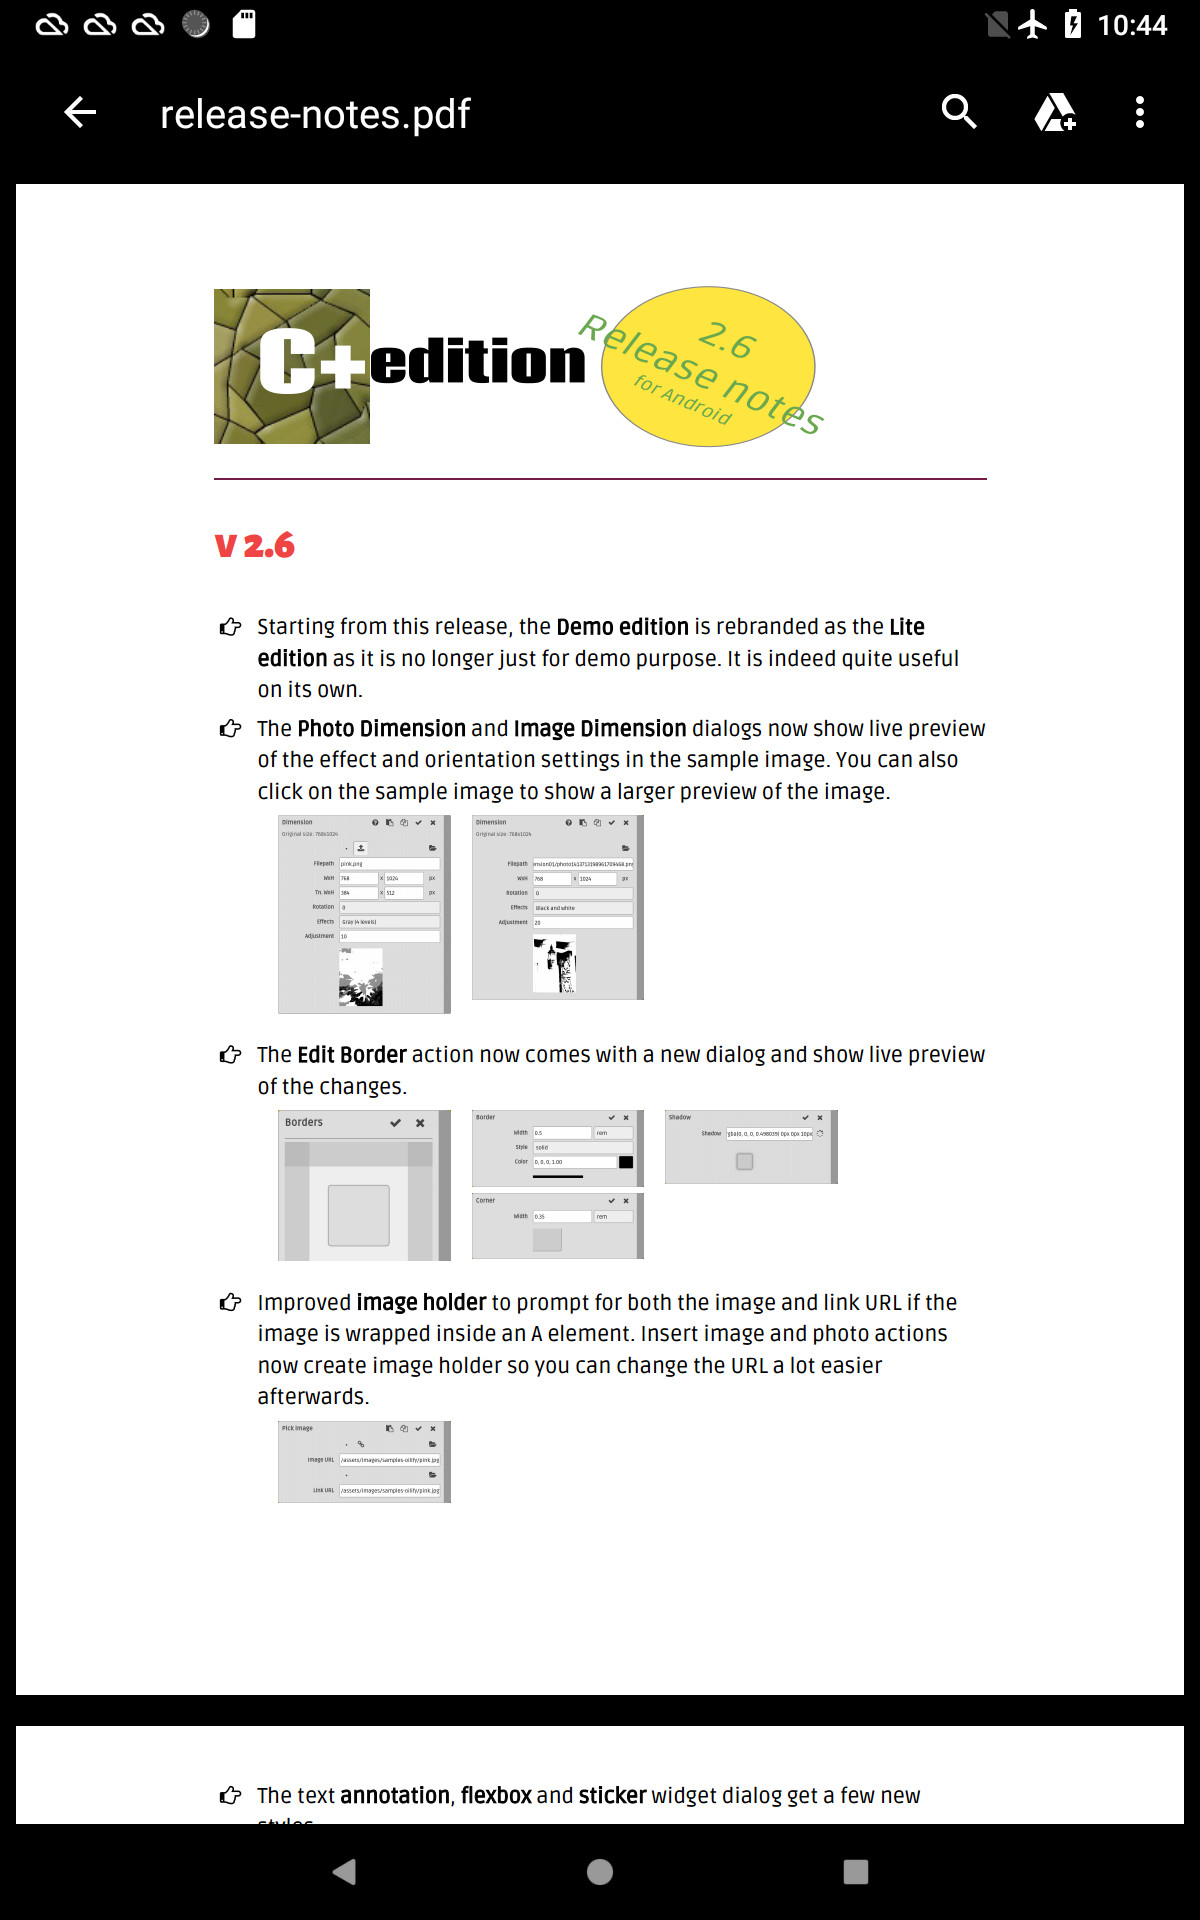 10:44
release-notes.pdf
C+edition
2.6
Release notes
for Android
V 2.6
Starting from this release, the Demo edition is rebranded as the Lite
edition as it is no longer just for demo purpose. It is indeed quite useful
on its own.
The Photo Dimension and Image Dimension dialogs now show live preview
of the effect and orientation settings in the sample image. You can also
click on the sample image to show a larger preview of the image.
Dimension
Original size: 768x1024
Filepath pink.png
WxH 768 x 1024 px
Tn. WxH 384 x 512 px
Rotation 0
Effects Gray (4 levels)
Adjustment 10
Dimension
Original size: 768x1024
Filepath
WxH 768 x 1024 px
Rotation 0
Effects Black and white
Adjustment 20
The Edit Border action now comes with a new dialog and show live preview
of the changes.
Borders
Border
Width 0.5 rem
Style solid
Color 0, 0, 0, 1.00
Corner
Width 0.35 rem
Shadow
Shadow gba(0, 0, 0, 0.498039) 0px 0px 10px
Improved image holder to prompt for both the image and link URL if the
image is wrapped inside an A element. Insert image and photo actions
now create image holder so you can change the URL a lot easier
afterwards.
Pick image
Image URL /assets/images/samples-oilify/pink.jpg
Link URL /assets/images/samples-oilify/pink.jpg
The text annotation, flexbox and sticker widget dialog get a few new
styles